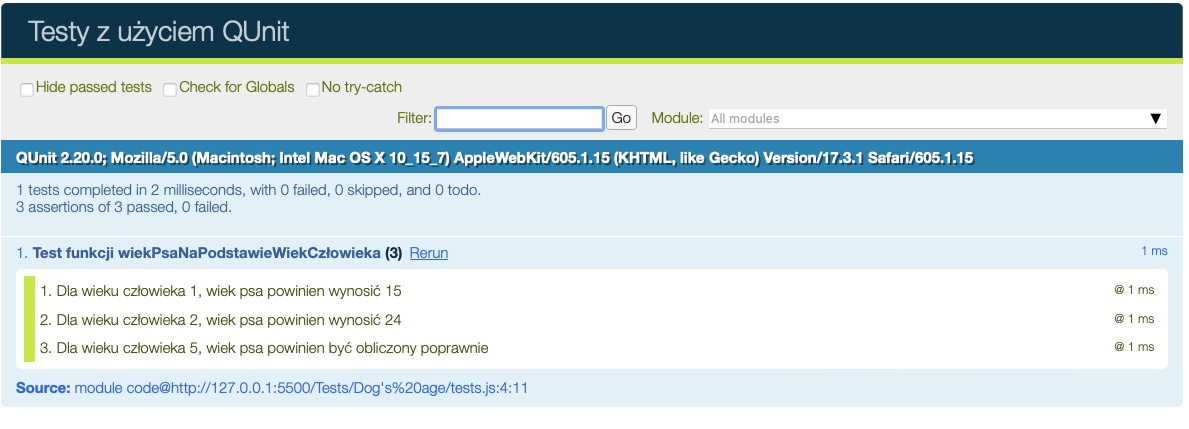 Testy z użyciem QUnit
Hide passed tests Check for Globals No try-catch
Filter: Go Module: All modules
QUnit 2.20.0; Mozilla/5.0 (Macintosh; Intel Mac OS X 10_15_7) AppleWebKit/605.1.15 (KHTML, like Gecko) Version/17.3.1 Safari/605.1.15
1 tests completed in 2 milliseconds, with 0 failed, 0 skipped, and 0 todo.
3 assertions of 3 passed, 0 failed.
1. Test funkcji wiekPsaNaPodstawieWiekCzłowieka (3) Rerun 1 ms
1. Dla wieku człowieka 1, wiek psa powinien wynosić 15 @ 1 ms
2. Dla wieku człowieka 2, wiek psa powinien wynosić 24 @ 1 ms
3. Dla wieku człowieka 5, wiek psa powinien być obliczony poprawnie @ 1 ms
Source: module code@http://127.0.0.1:5500/Tests/Dog's%20age/tests.js:4:11